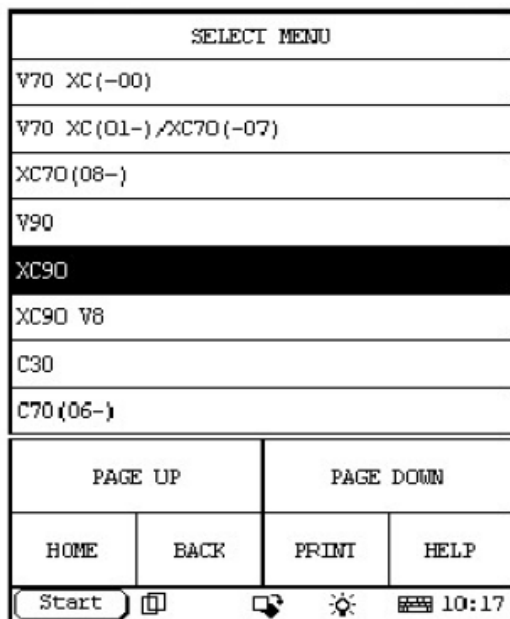 SELECT MENU
V70 XC(-00)
V70 XC(01-)/XC70(-07)
XC70(08-)
V90
XC90
XC90 V8
C30
C70(06-)
PAGE UP PAGE DOWN
HOME BACK PRINT HELP
Start 10:17